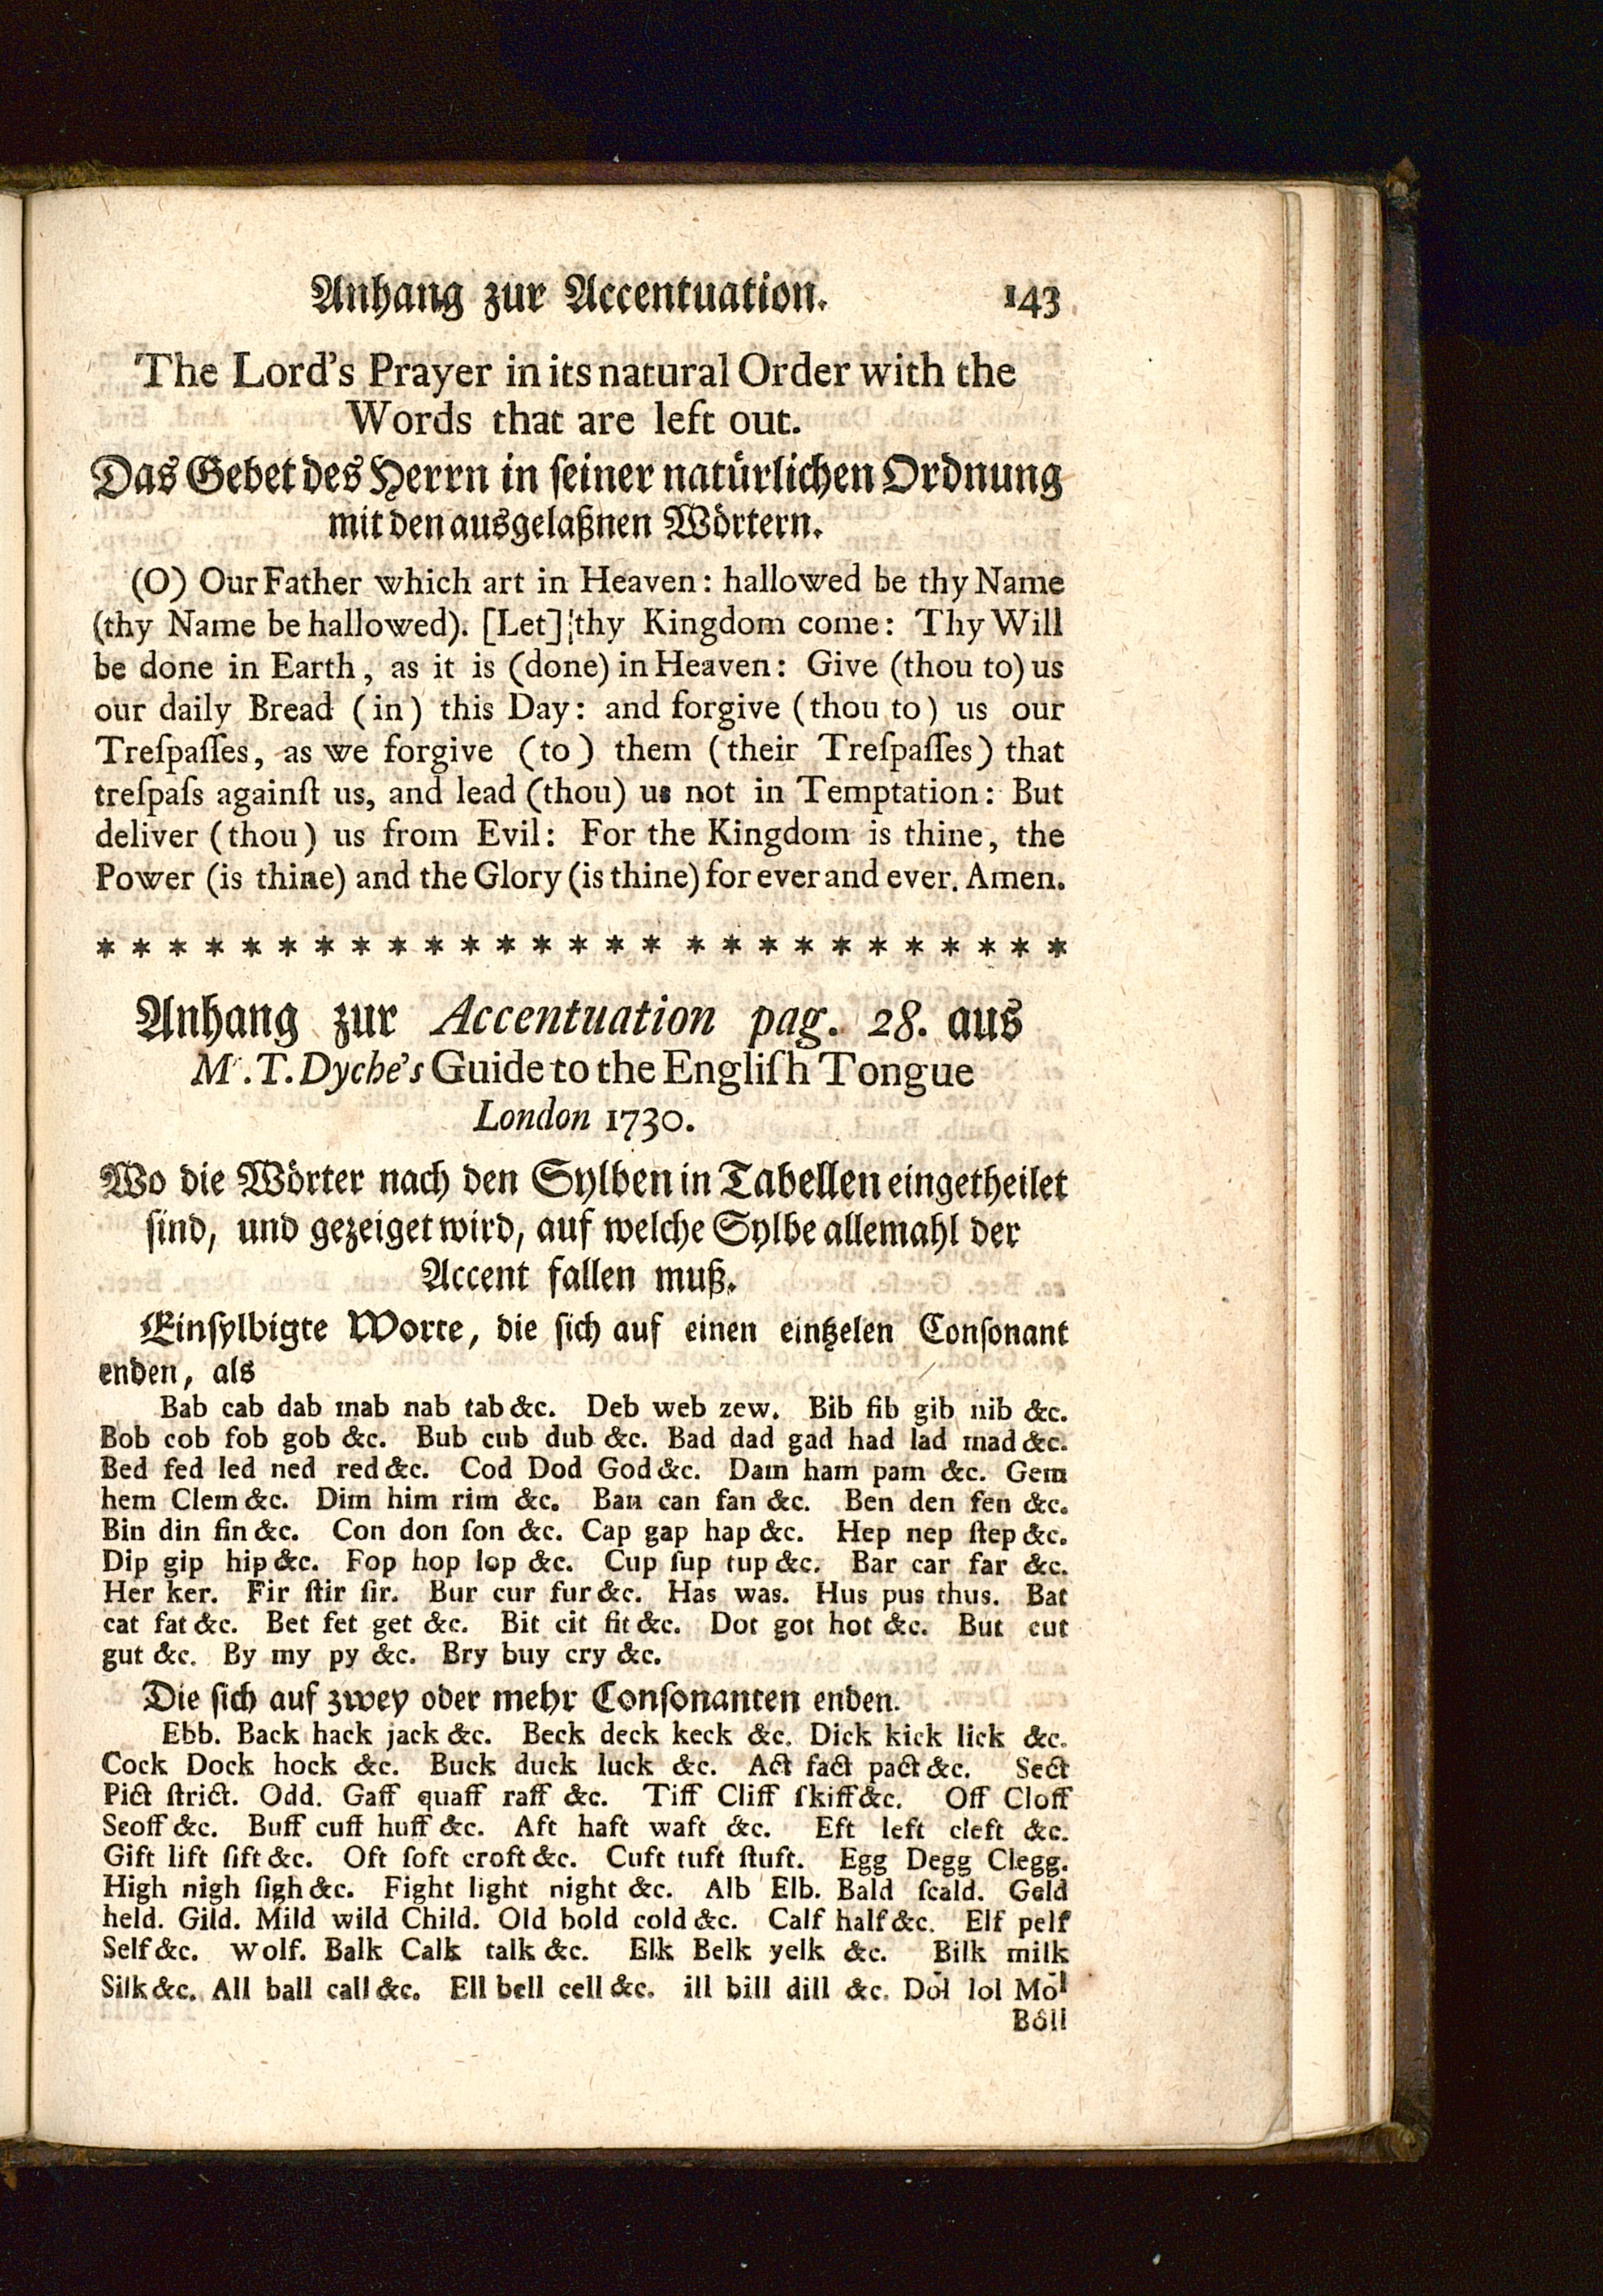 Anhang zur Accentuation. 143
The Lord's Prayer in its natural Order with the
Words that are left out.
Das Gebet des Herrn in ſeiner natürlichen Ordnung
mit den ausgelaßnen Wörtern.
(O) Our Father which art in Heaven: hallowed be thy Name
(thy Name be hallowed). [Let] thy Kingdom come: Thy Will
be done in Earth, as it is (done) in Heaven: Give (thou to) us
our daily Bread (in) this Day: and forgive (thou to) us our
Treſpaſſes, as we forgive (to) them (their Treſpaſſes) that
treſpaſs againſt us, and lead (thou) us not in Temptation: But
deliver (thou) us from Evil: For the Kingdom is thine, the
Power (is thine) and the Glory (is thine) for ever and ever. Amen.
* * * * * * * * * * * * * * * * * * * * * * * * * * *
Anhang zur Accentuation pag. 28. aus
Mr. T. Dyche's Guide to the Engliſh Tongue
London 1730.
Wo die Wörter nach den Sylben in Tabellen eingetheilet
ſind, und gezeiget wird, auf welche Sylbe allemahl der
Accent fallen muß.
Einſylbigte Worte, die ſich auf einen eintzelen Conſonant
enden, als
Bab cab dab mab nab tab &c. Deb web zew. Bib fib gib nib &c.
Bob cob fob gob &c. Bub cub dub &c. Bad dad gad had lad mad &c.
Bed fed led ned red &c. Cod Dod God &c. Dam ham pam &c. Gem
hem Clem &c. Dim him rim &c. Ban can fan &c. Ben den fen &c.
Bin din fin &c. Con don ſon &c. Cap gap hap &c. Hep nep ſtep &c.
Dip gip hip &c. Fop hop lop &c. Cup ſup tup &c. Bar car far &c.
Her ker. Fir ſtir ſir. Bur cur fur &c. Has was. Hus pus thus. Bat
cat fat &c. Bet fet get &c. Bit cit fit &c. Dot got hot &c. But cut
gut &c. By my py &c. Bry buy cry &c.
Die ſich auf zwey oder mehr Conſonanten enden.
Ebb. Back hack jack &c. Beck deck keck &c. Dick kick lick &c.
Cock Dock hock &c. Buck duck luck &c. Act fact pact &c. Sect
Pict ſtrict. Odd. Gaff quaff raff &c. Tiff Cliff ſkiff &c. Off Cloff
Scoff &c. Buff cuff huff &c. Aft haft waft &c. Eft left cleft &c.
Gift lift ſift &c. Oft ſoft croft &c. Cuft tuft ſtuft. Egg Degg Clegg.
High nigh ſigh &c. Fight light night &c. Alb Elb. Bald ſcald. Geld
held. Gild. Mild wild Child. Old bold cold &c. Calf half &c. Elf pelf
Self &c. wolf. Balk Calk talk &c. Elk Belk yelk &c. Bilk milk
Silk &c. All ball call &c. Ell bell cell &c. ill bill dill &c. Dŏl lol Mŏl
Bôll